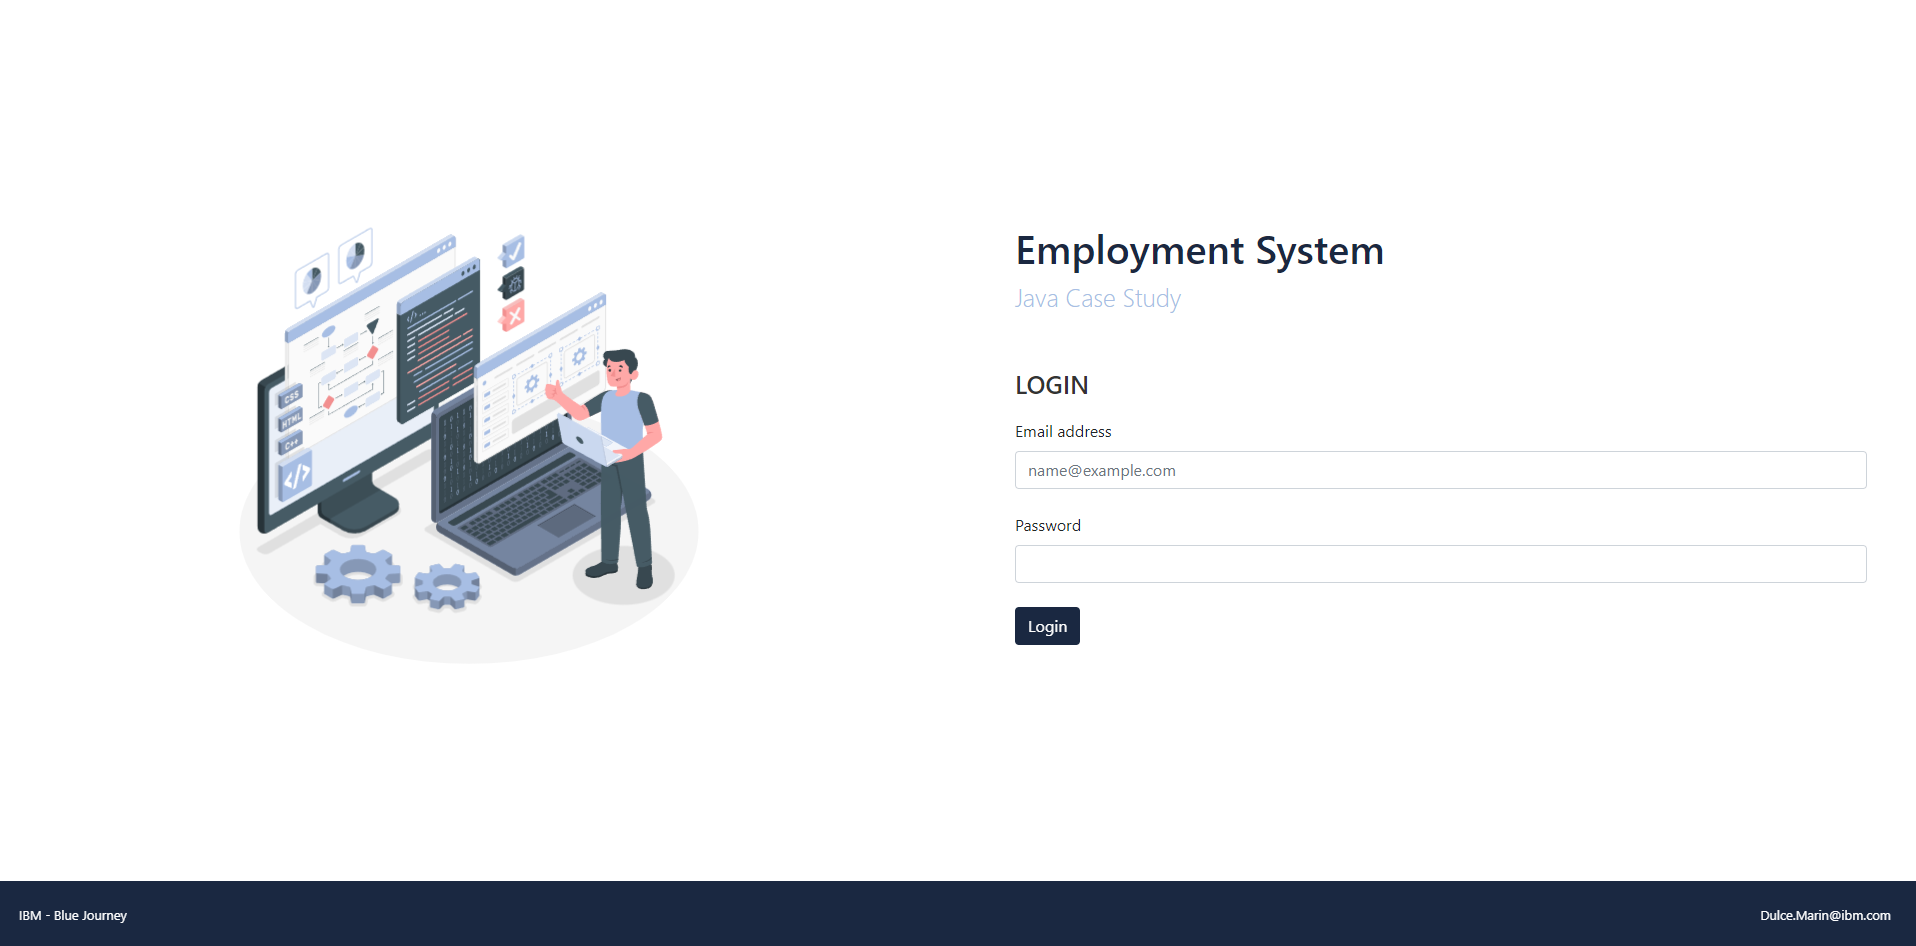 Employment System
Java Case Study
LOGIN
Email address
name@example.com
Password
Login
CSS
HTML
C++
</>
</>...
IBM - Blue Journey
Dulce.Marin@ibm.com